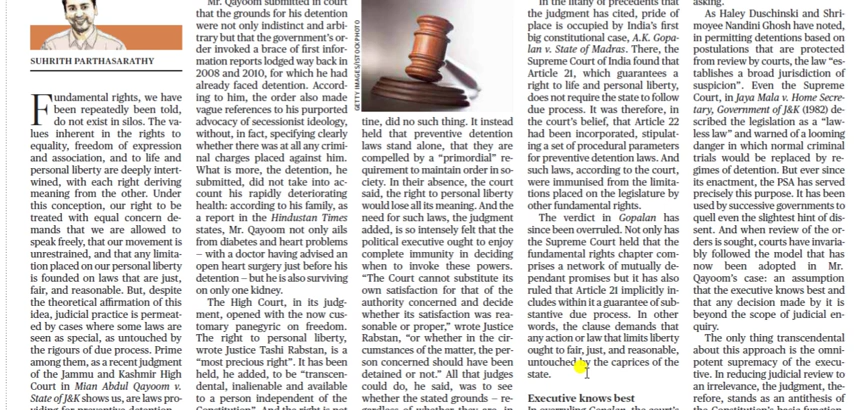 SUHRITH PARTHASARATHY
Fundamental rights, we have
been repeatedly been told,
do not exist in silos. The va-
lues inherent in the rights to
equality, freedom of expression
and association, and to life and
personal liberty are deeply inter-
twined, with each right deriving
meaning from the other. Under
this conception, our right to be
treated with equal concern de-
mands that we are allowed to
speak freely, that our movement is
unrestrained, and that any limita-
tion placed on our personal liberty
is founded on laws that are just,
fair, and reasonable. But, despite
the theoretical affirmation of this
idea, judicial practice is permeat-
ed by cases where some laws are
seen as special, as untouched by
the rigours of due process. Prime
among them, as a recent judgment
of the Jammu and Kashmir High
Court in Mian Abdul Qayoom v.
State of J&K shows us, are laws pro-
viding for preventive detention.
Mr. Qayoom submitted in court
that the grounds for his detention
were not only indistinct and arbi-
trary but that the government's or-
der invoked a brace of first infor-
mation reports lodged way back in
2008 and 2010, for which he had
already faced detention. Accord-
ing to him, the order also made
vague references to his purported
advocacy of secessionist ideology,
without, in fact, specifying clearly
whether there was at all any crimi-
nal charges placed against him.
What is more, the detention, he
submitted, did not take into ac-
count his rapidly deteriorating
health: according to his family, as
a report in the Hindustan Times
states, Mr. Qayoom not only ails
from diabetes and heart problems
– with a doctor having advised an
open heart surgery just before his
detention – but he is also surviving
on only one kidney.
The High Court, in its judg-
ment, opened with the now cus-
tomary panegyric on freedom.
The right to personal liberty,
wrote Justice Tashi Rabstan, is a
"most precious right". It has been
held, he added, to be "transcen-
dental, inalienable and available
to a person independent of the
Constitution". And the right is not
GETTY IMAGES/ISTOCKPHOTO
tine, did no such thing. It instead
held that preventive detention
laws stand alone, that they are
compelled by a "primordial" re-
quirement to maintain order in so-
ciety. In their absence, the court
said, the right to personal liberty
would lose all its meaning. And the
need for such laws, the judgment
added, is so intensely felt that the
political executive ought to enjoy
complete immunity in deciding
when to invoke these powers.
"The Court cannot substitute its
own satisfaction for that of the
authority concerned and decide
whether its satisfaction was rea-
sonable or proper," wrote Justice
Rabstan, "or whether in the cir-
cumstances of the matter, the per-
son concerned should have been
detained or not." All that judges
could do, he said, was to see
whether the stated grounds – re-
gardless of whether they are, in
In the litany of precedents that
the judgment has cited, pride of
place is occupied by India's first
big constitutional case, A.K. Gopa-
lan v. State of Madras. There, the
Supreme Court of India found that
Article 21, which guarantees a
right to life and personal liberty,
does not require the state to follow
due process. It was therefore, in
the court's belief, that Article 22
had been incorporated, stipulat-
ing a set of procedural parameters
for preventive detention laws. And
such laws, according to the court,
were immunised from the limita-
tions placed on the legislature by
other fundamental rights.
The verdict in Gopalan has
since been overruled. Not only has
the Supreme Court held that the
fundamental rights chapter com-
prises a network of mutually de-
pendant promises but it has also
ruled that Article 21 implicitly in-
cludes within it a guarantee of sub-
stantive due process. In other
words, the clause demands that
any action or law that limits liberty
ought to fair, just, and reasonable,
untouched by the caprices of the
state.
Executive knows best
In overruling Gopalan, the court's
asking.
As Haley Duschinski and Shri-
moyee Nandini Ghosh have noted,
in permitting detentions based on
postulations that are protected
from review by courts, the law "es-
tablishes a broad jurisdiction of
suspicion". Even the Supreme
Court, in Jaya Mala v. Home Secre-
tary, Government of J&K (1982) de-
scribed the legislation as a "law-
less law" and warned of a looming
danger in which normal criminal
trials would be replaced by re-
gimes of detention. But ever since
its enactment, the PSA has served
precisely this purpose. It has been
used by successive governments to
quell even the slightest hint of dis-
sent. And when review of the or-
ders is sought, courts have invaria-
bly followed the model that has
now been adopted in Mr.
Qayoom's case: an assumption
that the executive knows best and
that any decision made by it is
beyond the scope of judicial en-
quiry.
The only thing transcendental
about this approach is the omni-
potent supremacy of the execu-
tive. In reducing judicial review to
an irrelevance, the judgment, the-
refore, stands as an antithesis of
the Constitution's basic function